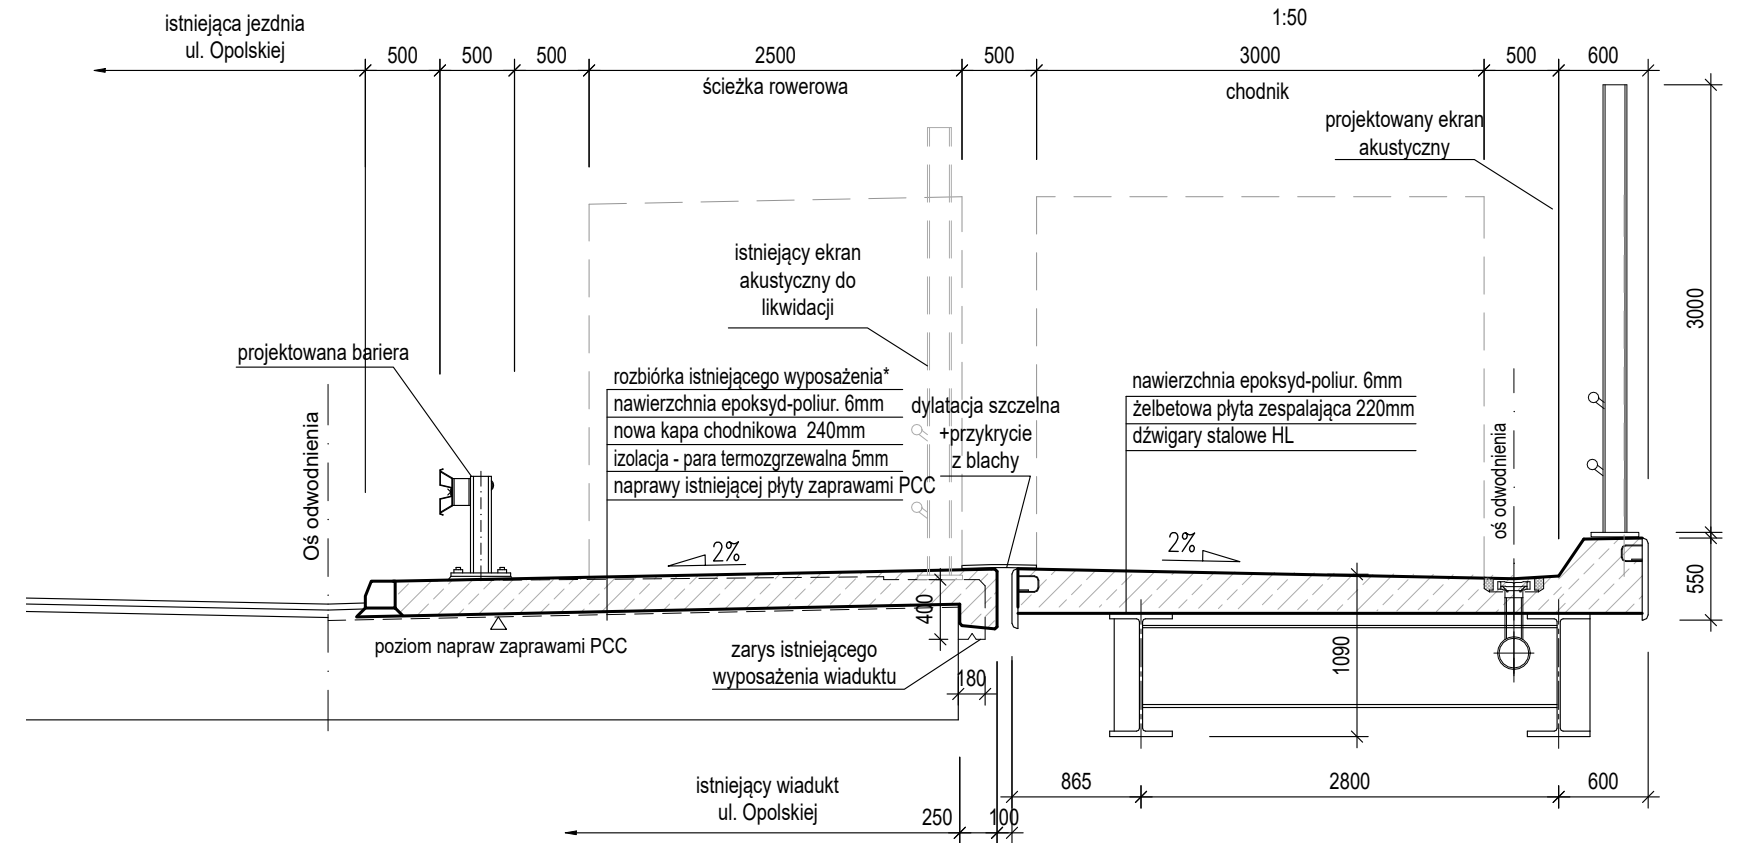 1:50
istniejąca jezdnia
ul. Opolskiej
500
500
500
2500
500
3000
500
600
ścieżka rowerowa
chodnik
projektowany ekran
akustyczny
istniejący ekran
akustyczny do
likwidacji
3000
projektowana bariera
rozbiórka istniejącego wyposażenia*
nawierzchnia epoksyd-poliur. 6mm
nowa kapa chodnikowa 240mm
izolacja - para termozgrzewalna 5mm
naprawy istniejącej płyty zaprawami PCC
dylatacja szczelna
+przykrycie
z blachy
nawierzchnia epoksyd-poliur. 6mm
żelbetowa płyta zespalająca 220mm
dźwigary stalowe HL
Oś odwodnienia
oś odwodnienia
2%
2%
550
400
poziom napraw zaprawami PCC
zarys istniejącego
wyposażenia wiaduktu
180
1090
istniejący wiadukt
ul. Opolskiej
250
100
865
2800
600